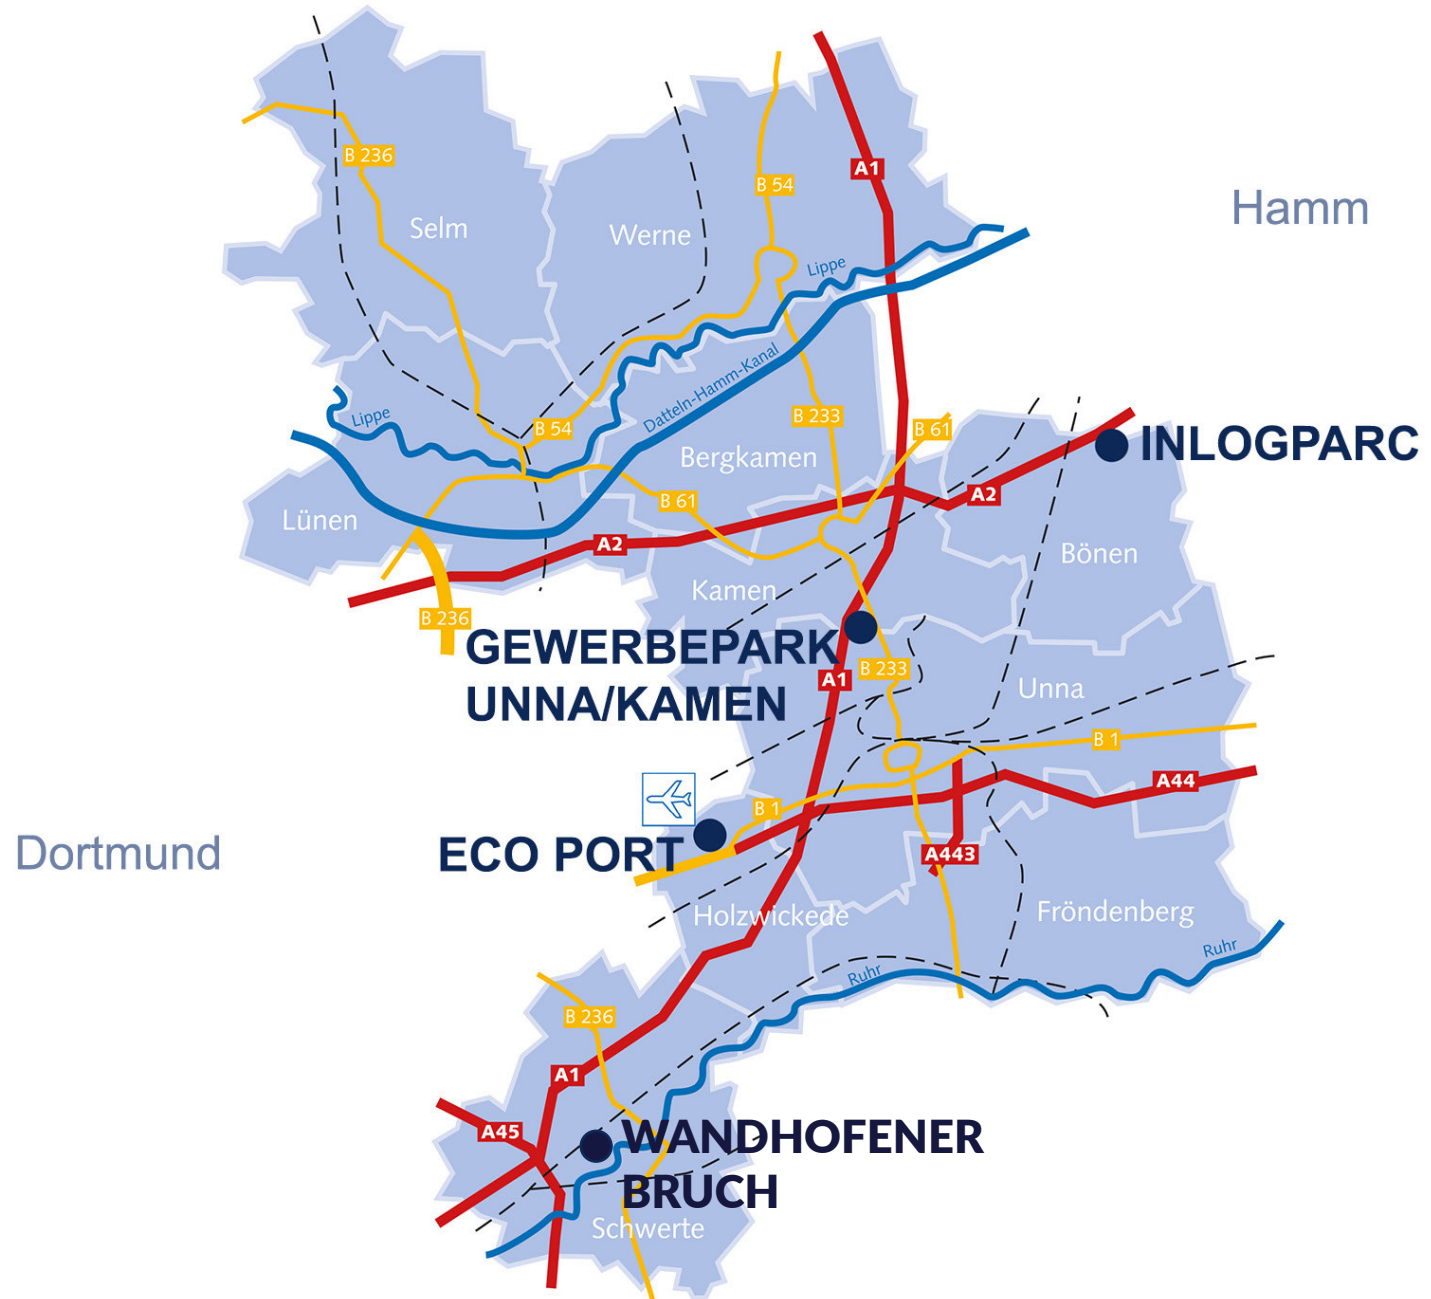 B 236
A1
B 54
Hamm
Selm
Werne
Lippe
Datteln-Hamm-Kanal
Lippe
B 233
B 54
B 61
INLOGPARC
Bergkamen
B 61
A2
Lünen
A2
Bönen
Kamen
B 236
GEWERBEPARK
UNNA/KAMEN
B 233
A1
Unna
B 1
A44
B 1
Dortmund
ECO PORT
A443
Holzwickede
Fröndenberg
Ruhr
Ruhr
B 236
A1
A45
WANDHOFENER
BRUCH
Schwerte